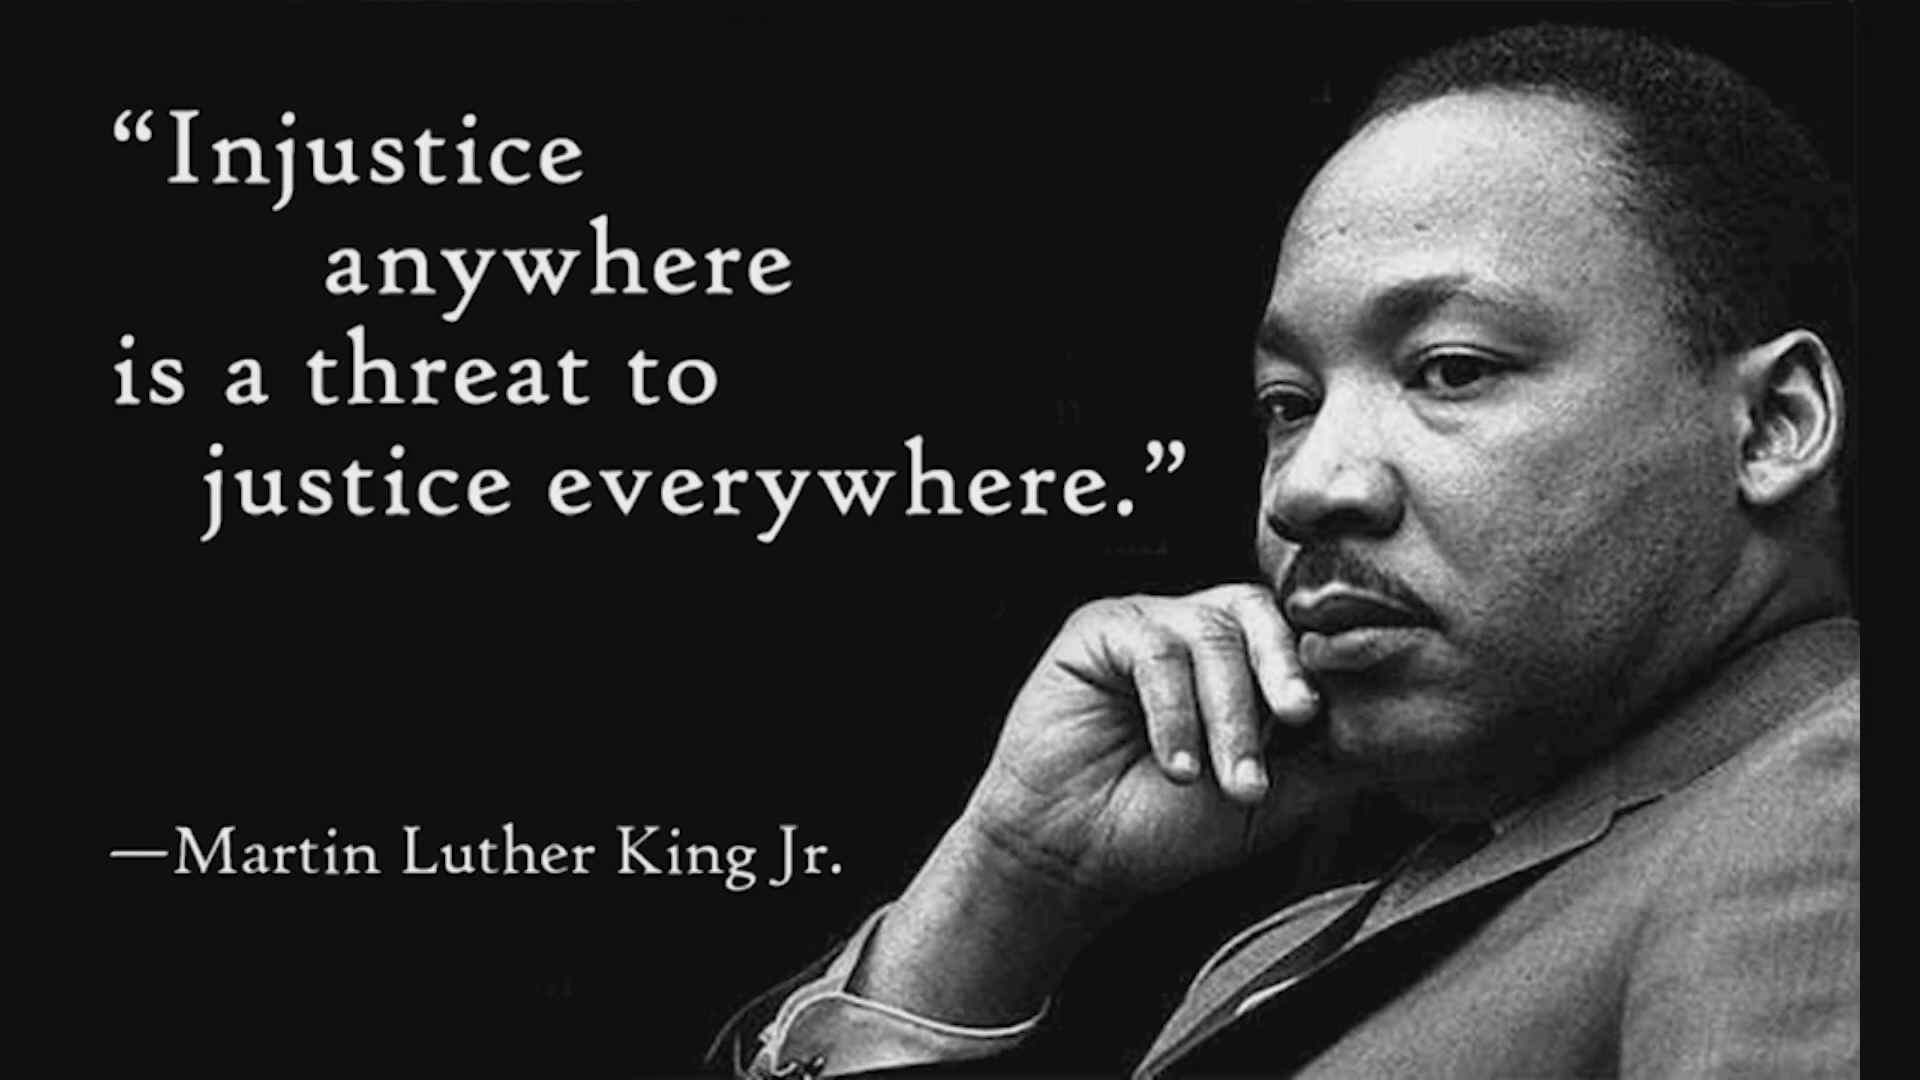 “Injustice
anywhere
is a threat to
justice everywhere.”
—Martin Luther King Jr.